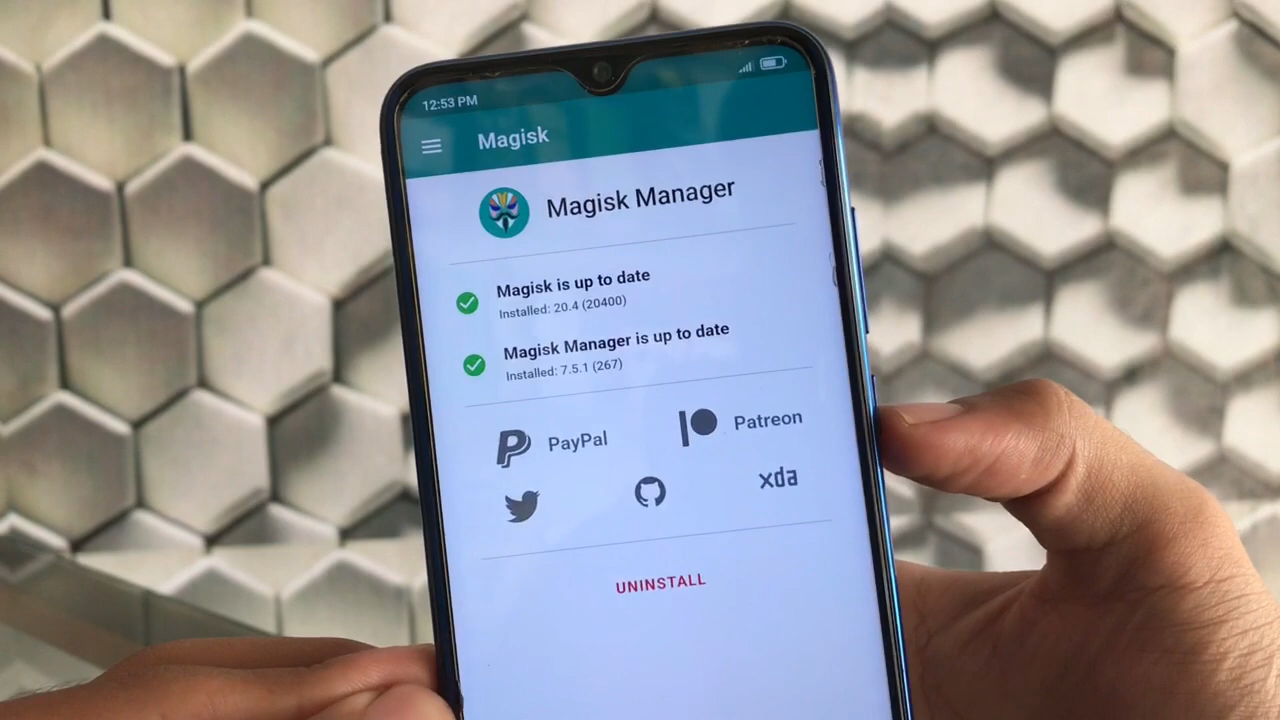 12:53 PM
Magisk
Magisk Manager
Magisk is up to date
Installed: 20.4 (20400)
Magisk Manager is up to date
Installed: 7.5.1 (267)
PayPal
Patreon
xda
UNINSTALL